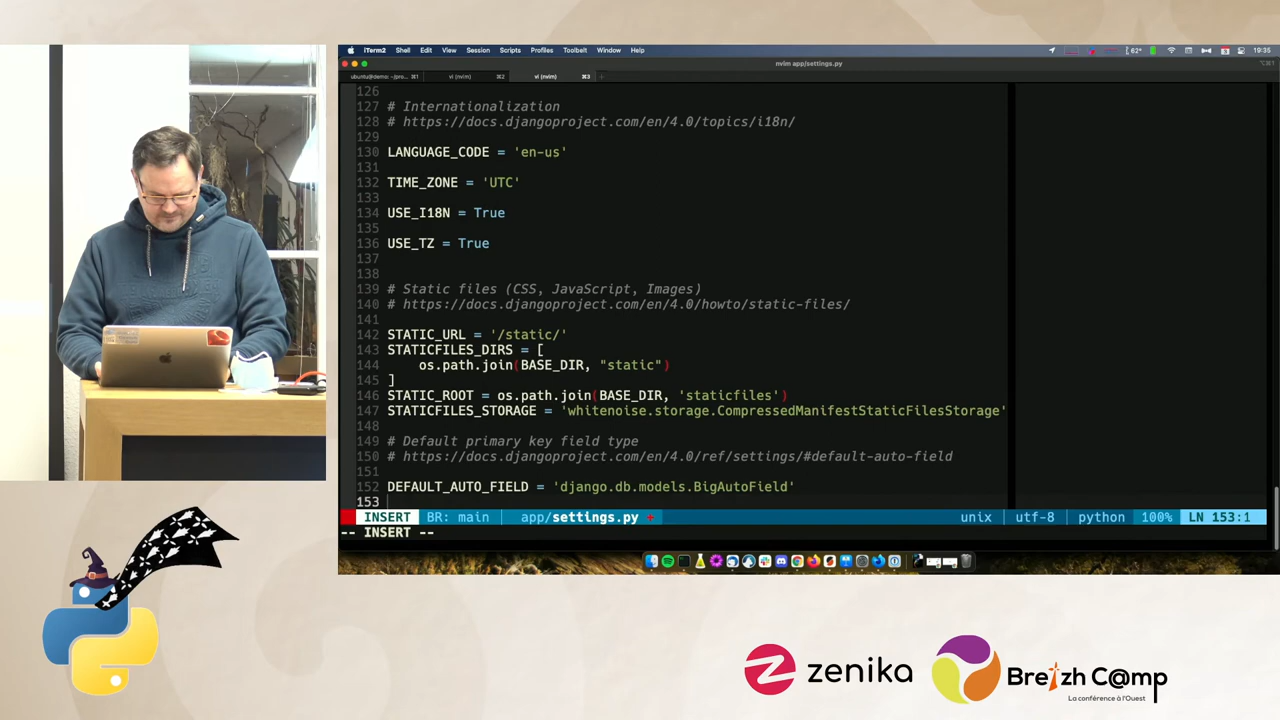 iTerm2 Shell Edit View Session Scripts Profiles Toolbelt Window Help 62° 19:35
nvim app/settings.py
ubuntu@demo: ~/pro... ⌘1 vi (nvim) ⌘2 vi (nvim) ⌘3 +
126
127 # Internationalization
128 # https://docs.djangoproject.com/en/4.0/topics/i18n/
129
130 LANGUAGE_CODE = 'en-us'
131
132 TIME_ZONE = 'UTC'
133
134 USE_I18N = True
135
136 USE_TZ = True
137
138
139 # Static files (CSS, JavaScript, Images)
140 # https://docs.djangoproject.com/en/4.0/howto/static-files/
141
142 STATIC_URL = '/static/'
143 STATICFILES_DIRS = [
144 os.path.join(BASE_DIR, "static")
145 ]
146 STATIC_ROOT = os.path.join(BASE_DIR, 'staticfiles')
147 STATICFILES_STORAGE = 'whitenoise.storage.CompressedManifestStaticFilesStorage'
148
149 # Default primary key field type
150 # https://docs.djangoproject.com/en/4.0/ref/settings/#default-auto-field
151
152 DEFAULT_AUTO_FIELD = 'django.db.models.BigAutoField'
153
INSERT BR: main app/settings.py + unix utf-8 python 100% LN 153:1
-- INSERT --
zenika
Breizh C@mp
La conférence à l'Ouest